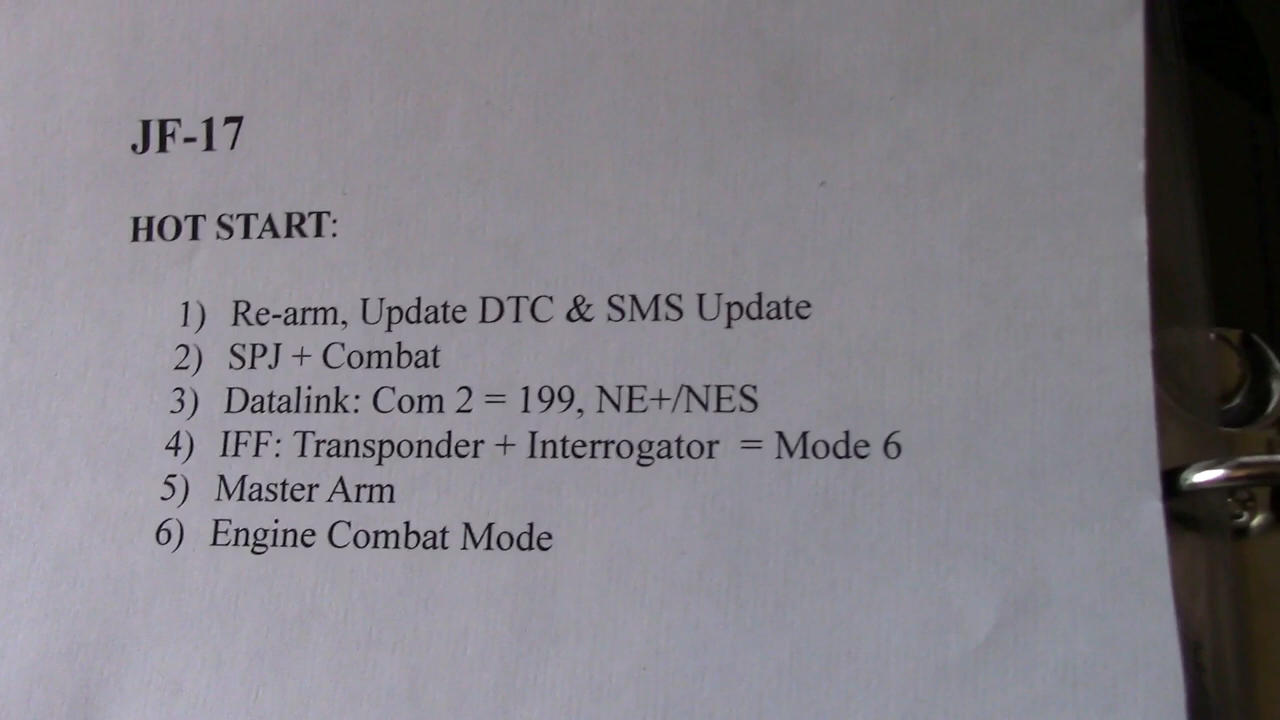 JF-17
HOT START:
1) Re-arm, Update DTC & SMS Update
2) SPJ + Combat
3) Datalink: Com 2 = 199, NE+/NES
4) IFF: Transponder + Interrogator = Mode 6
5) Master Arm
6) Engine Combat Mode